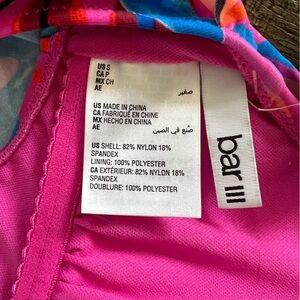 US S
CA P
MX CH
AE صغير
US MADE IN CHINA
CA FABRIQUÉ EN CHINE
MX HECHO EN CHINA
AE صنع في الصين
US SHELL: 82% NYLON 18%
SPANDEX
LINING: 100% POLYESTER
CA EXTÉRIEUR: 82% NYLON 18%
SPANDEX
DOUBLURE: 100% POLYESTER
bar III